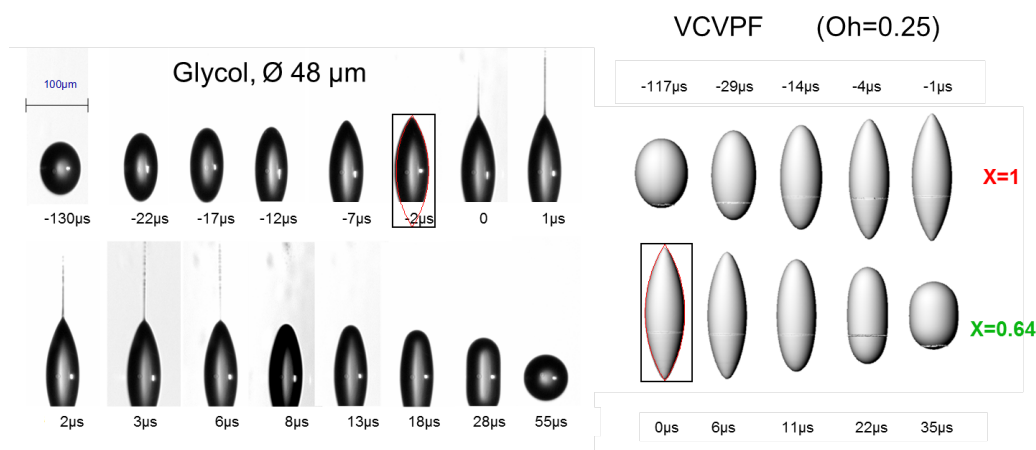 VCVPF (Oh=0.25)
Glycol, Ø 48 µm
100µm
-130µs -22µs -17µs -12µs -7µs -2µs 0 1µs
2µs 3µs 6µs 8µs 13µs 18µs 28µs 55µs
-117µs -29µs -14µs -4µs -1µs
X=1
X=0.64
0µs 6µs 11µs 22µs 35µs